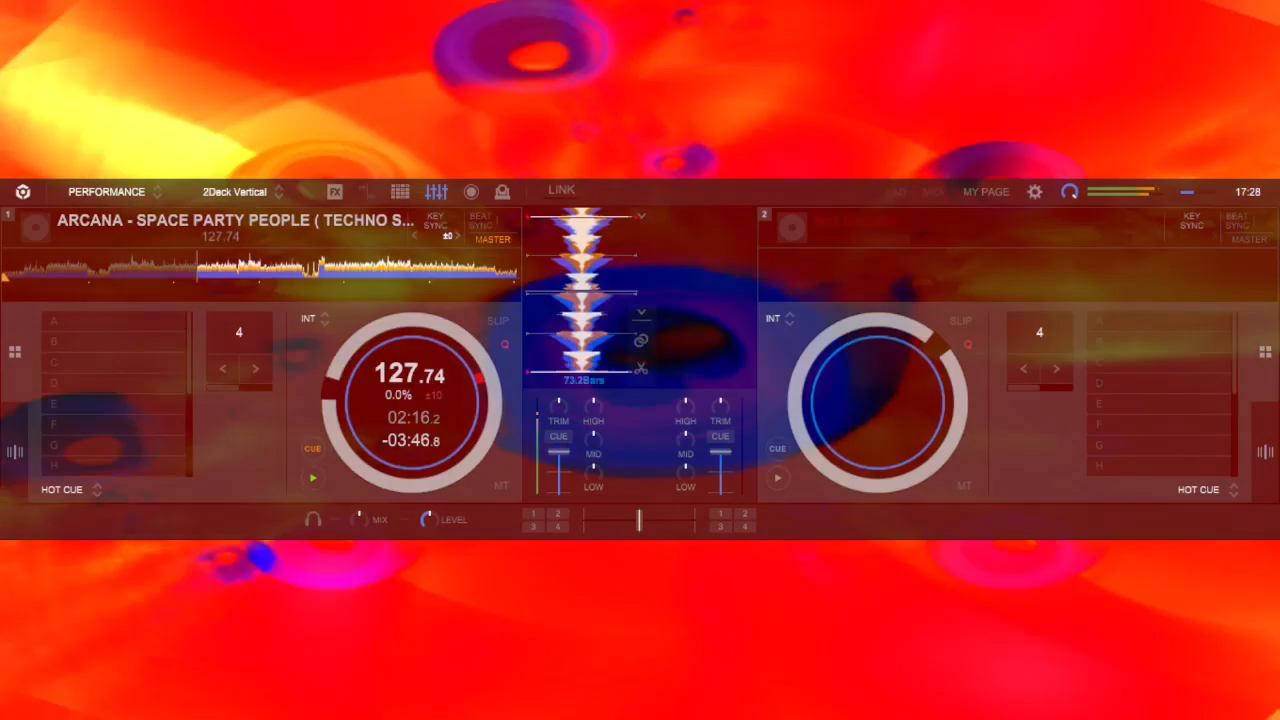 PERFORMANCE
2Deck Vertical
FX
LINK
MY PAGE
17:28
1
ARCANA - SPACE PARTY PEOPLE ( TECHNO S...
127.74
KEY SYNC
BEAT SYNC
±0
MASTER
2
KEY SYNC
BEAT SYNC
MASTER
A
B
C
D
E
F
G
H
HOT CUE
4
INT
SLIP
Q
127.74
0.0% ±10
02:16.2
-03:46.8
CUE
MT
73.2Bars
TRIM HIGH
CUE
MID
LOW
HIGH TRIM
CUE
MID
LOW
INT
SLIP
Q
CUE
MT
4
A
C
D
E
F
G
H
HOT CUE
MIX
LEVEL
1 2
3 4
1 2
3 4